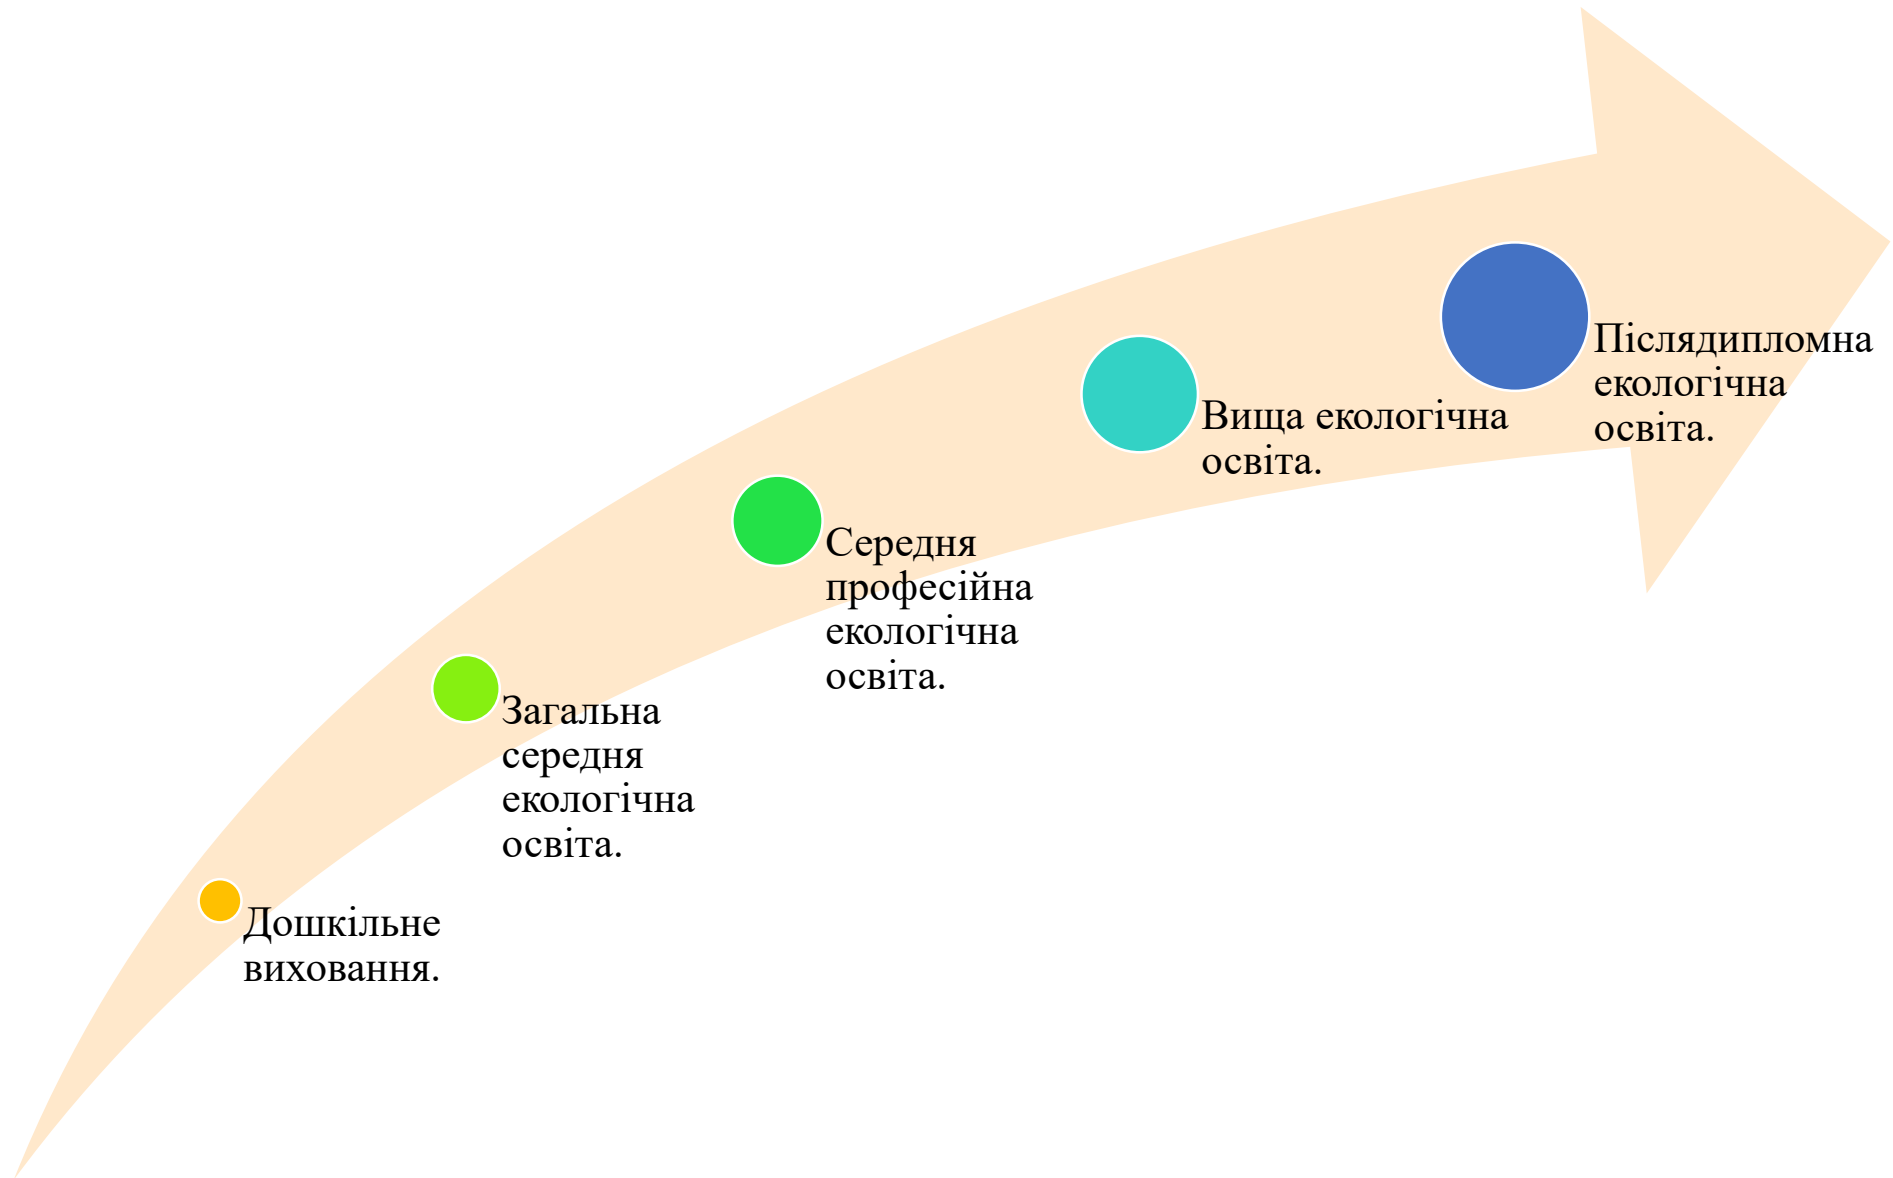 Дошкільне
виховання.
Загальна
середня
екологічна
освіта.
Середня
професійна
екологічна
освіта.
Вища екологічна
освіта.
Післядипломна
екологічна
освіта.